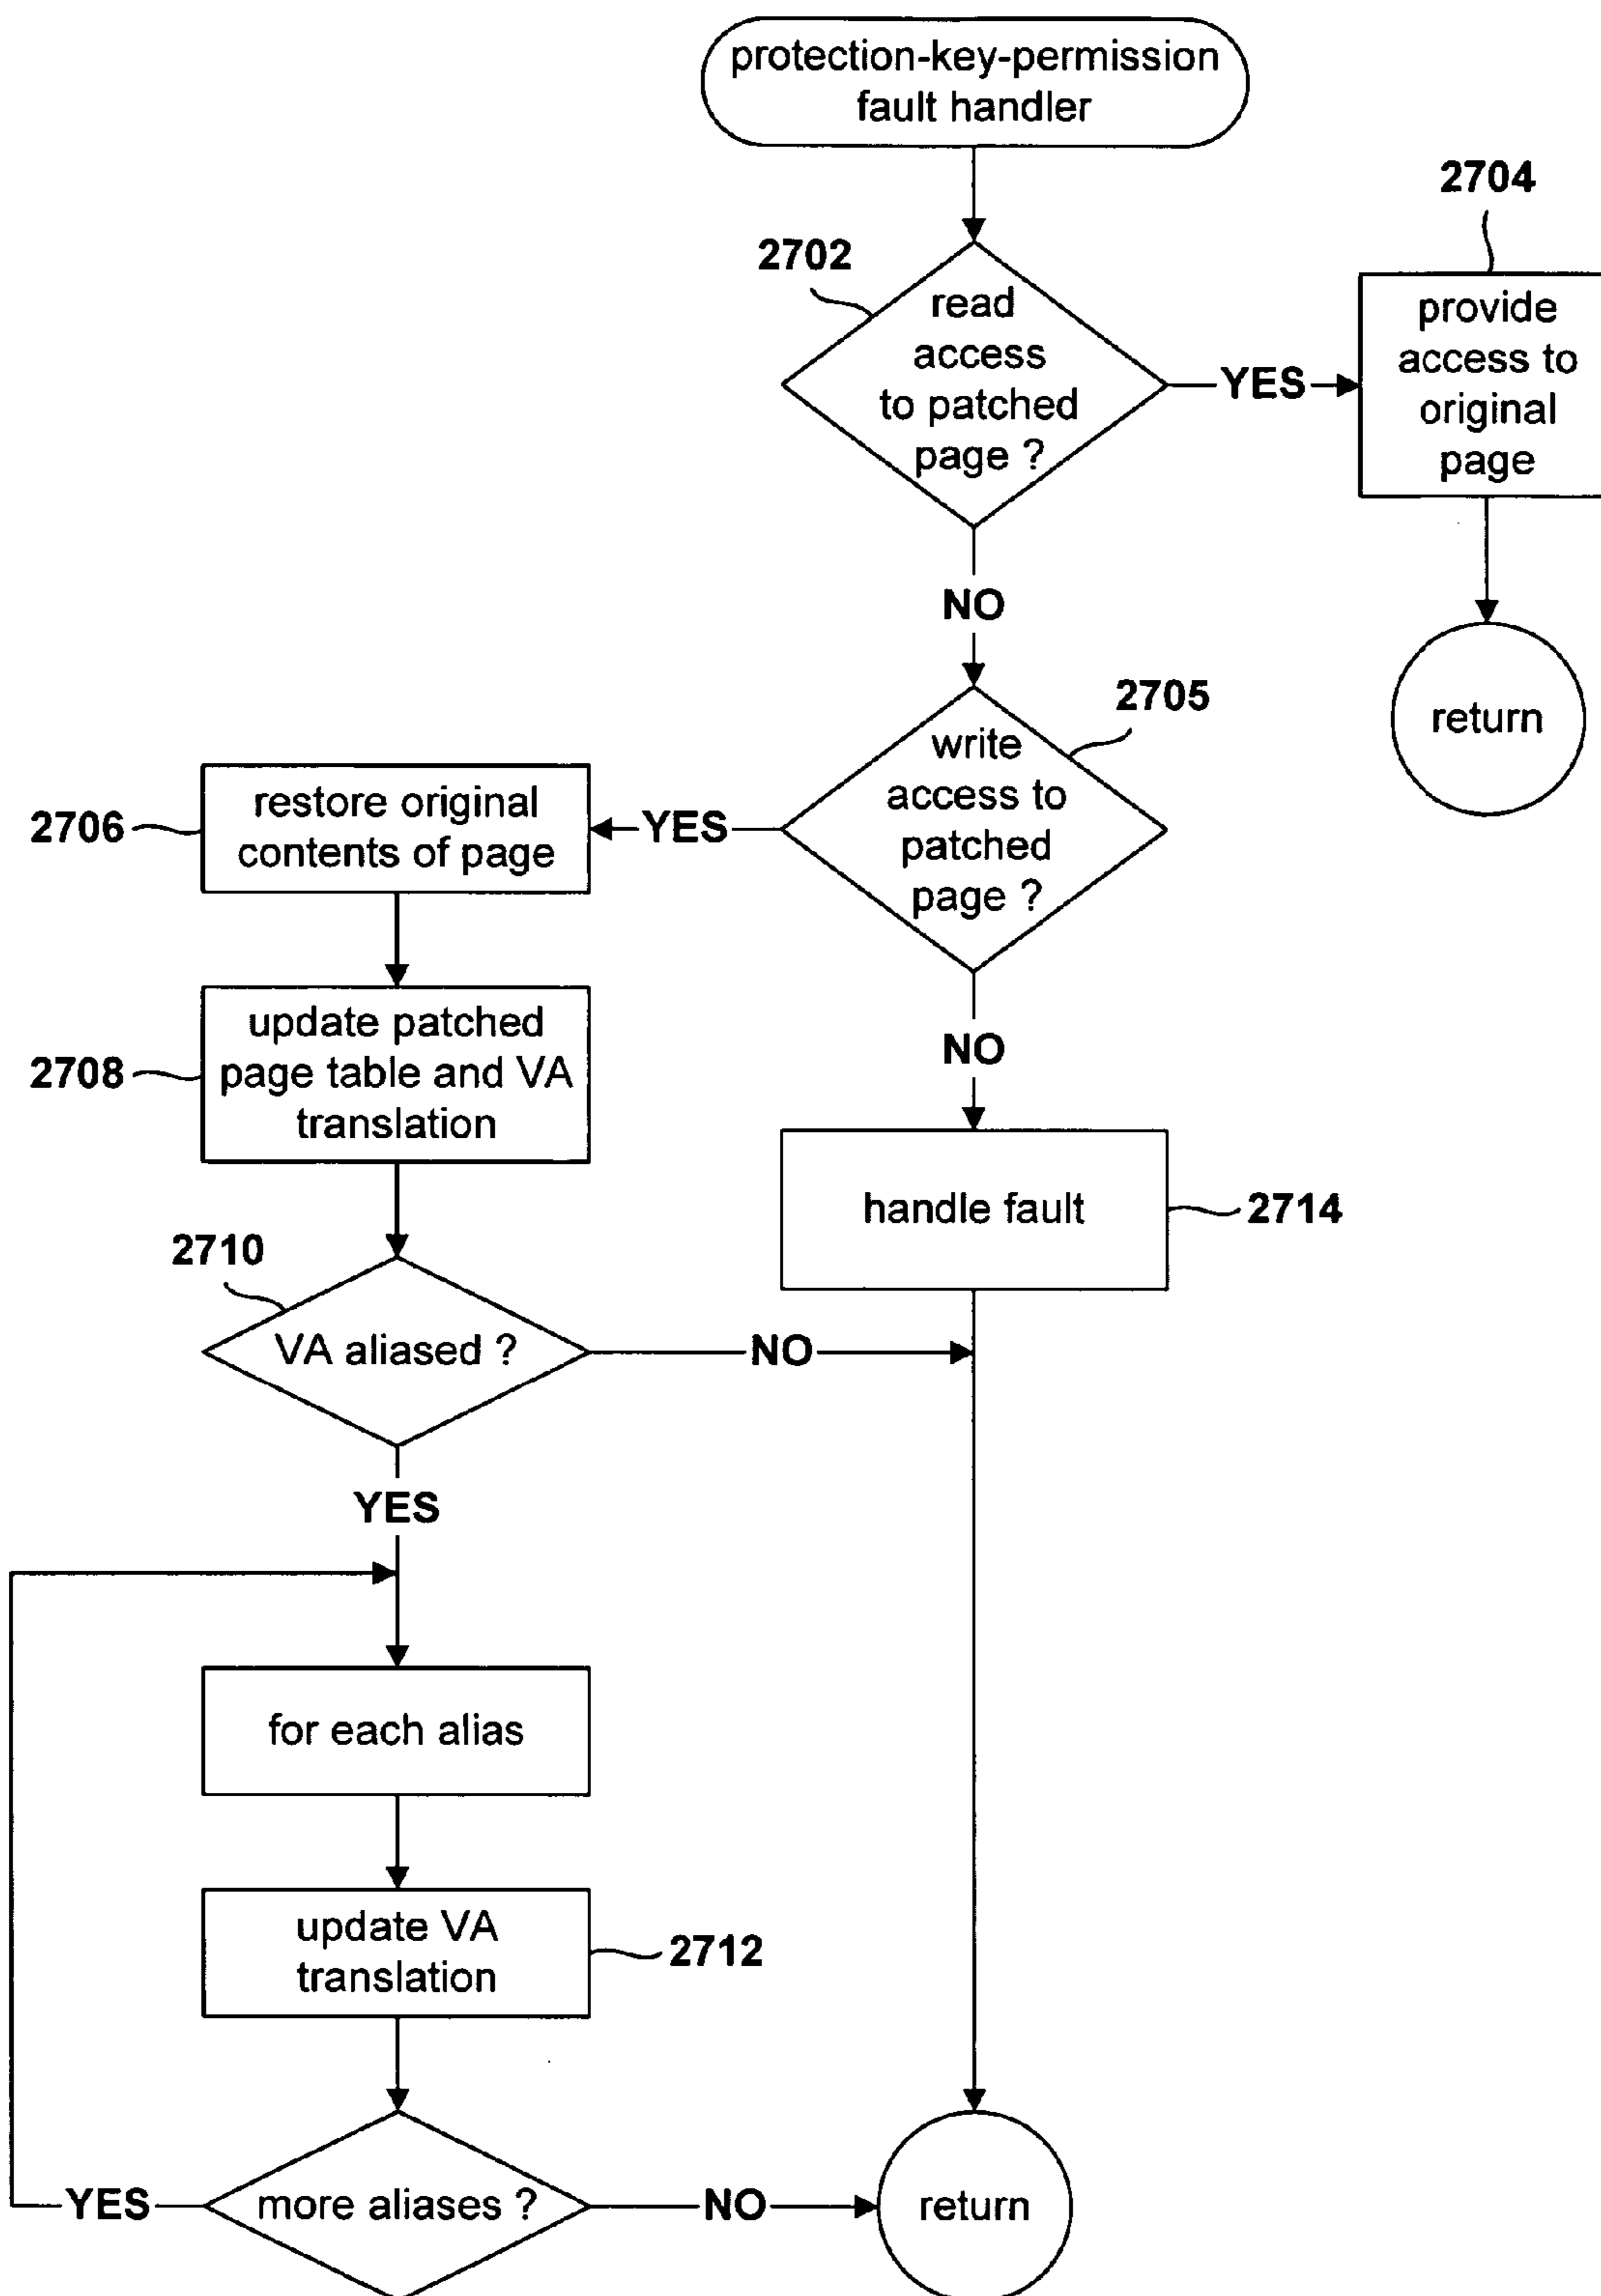 protection-key-permission
fault handler
2704
2702
read
access
to patched
page ?
YES
provide
access to
original
page
NO
return
2705
write
access to
patched
page ?
YES
2706
restore original
contents of page
2708
update patched
page table and VA
translation
NO
handle fault
2714
2710
VA aliased ?
NO
YES
for each alias
update VA
translation
2712
YES
more aliases ?
NO
return